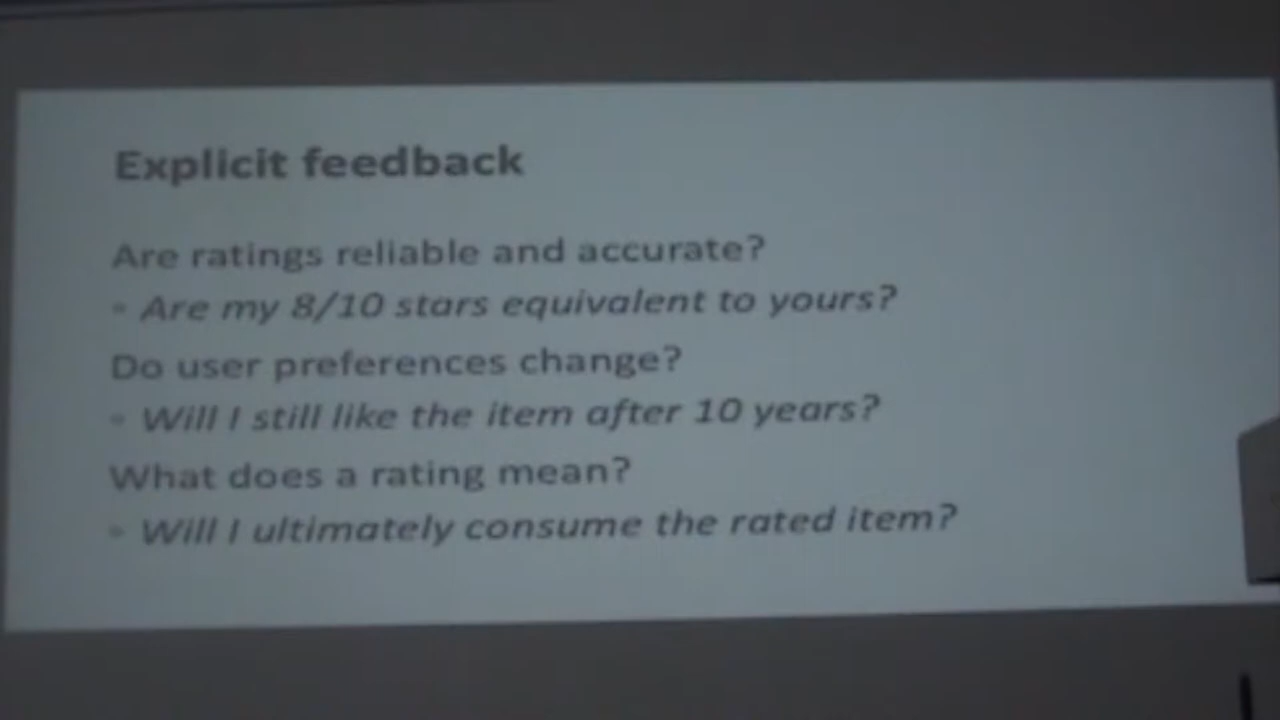 Explicit feedback
Are ratings reliable and accurate?
• Are my 8/10 stars equivalent to yours?
Do user preferences change?
• Will I still like the item after 10 years?
What does a rating mean?
• Will I ultimately consume the rated item?